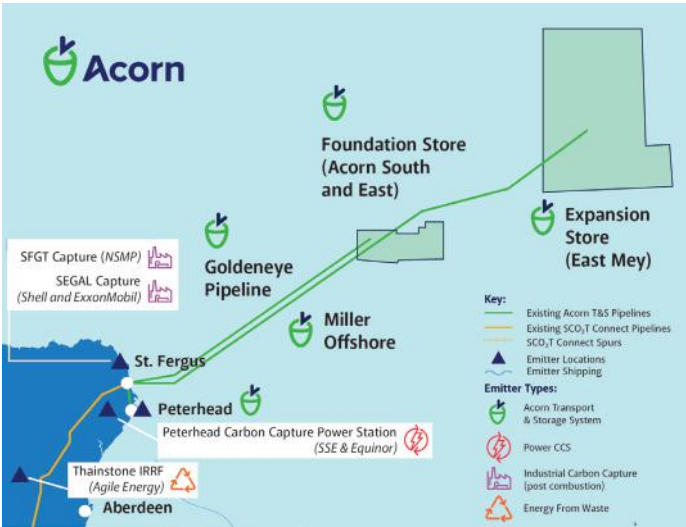 Acorn
Foundation Store
(Acorn South
and East)
Expansion
Store
(East Mey)
SFGT Capture (NSMP)
SEGAL Capture
(Shell and ExxonMobil)
Goldeneye
Pipeline
Miller
Offshore
St. Fergus
Peterhead
Peterhead Carbon Capture Power Station
(SSE & Equinor)
Thainstone IRRF
(Agile Energy)
Aberdeen
Key:
Existing Acorn T&S Pipelines
Existing SCO₂T Connect Pipelines
SCO₂T Connect Spurs
Emitter Locations
Emitter Shipping
Emitter Types:
Acorn Transport
& Storage System
Power CCS
Industrial Carbon Capture
(post combustion)
Energy From Waste